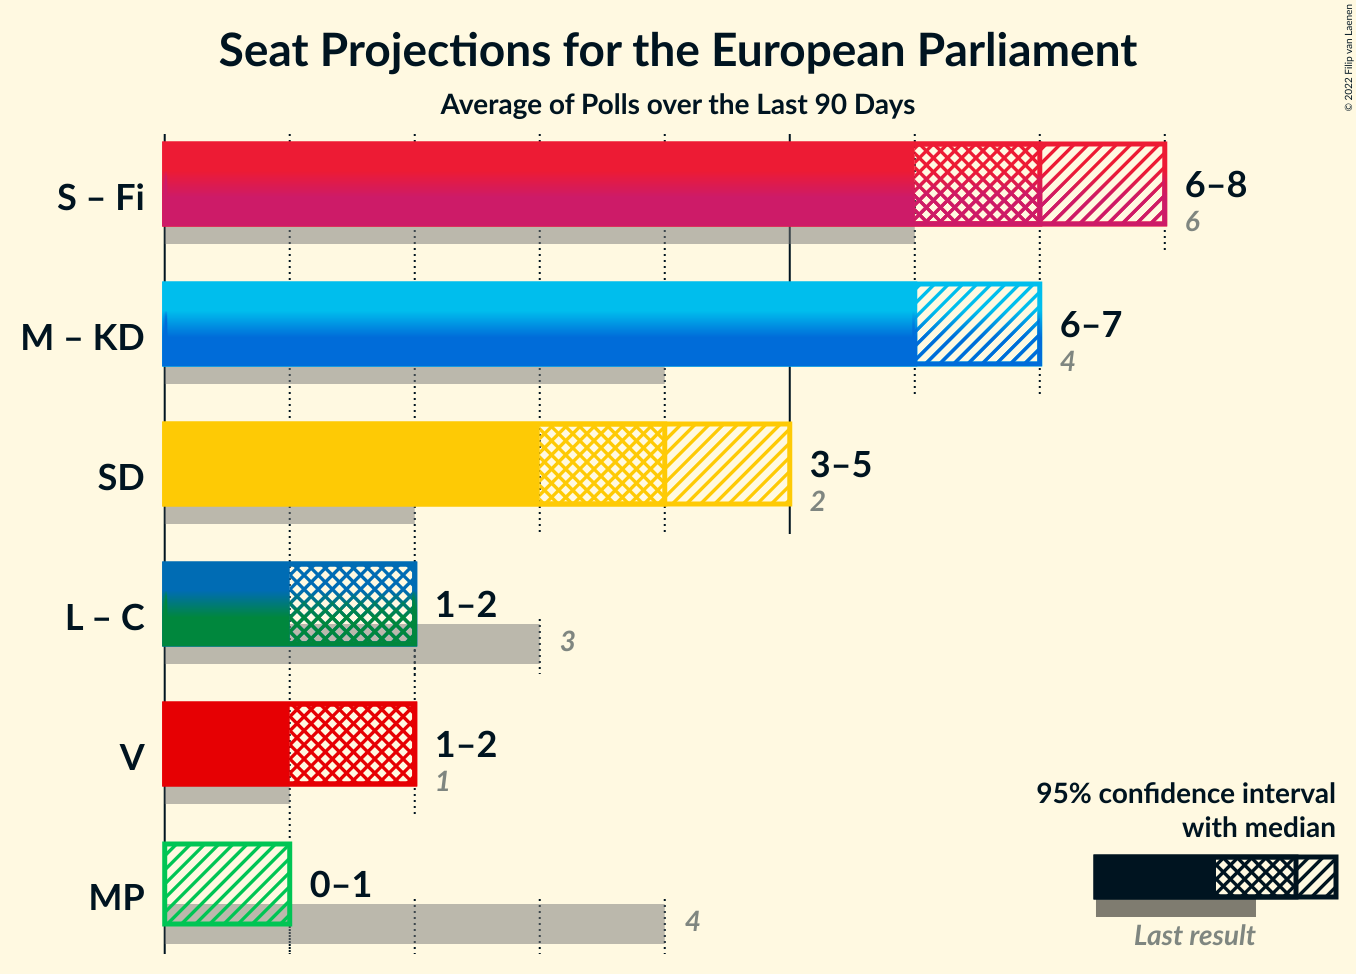 Seat Projections for the European Parliament
Average of Polls over the Last 90 Days
© 2022 Filip van Laenen
S – Fi
6–8
6
M – KD
6–7
4
SD
3–5
2
L – C
1–2
3
V
1–2
1
MP
0–1
4
95% confidence interval
with median
Last result